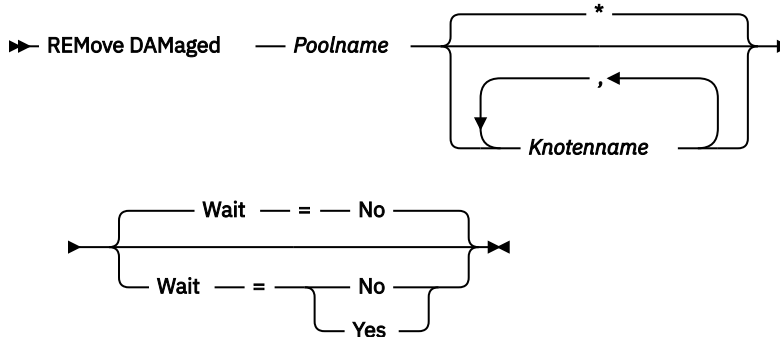 *
REMove DAMaged Poolname
,
Knotenname
Wait = No
Wait = No
Yes